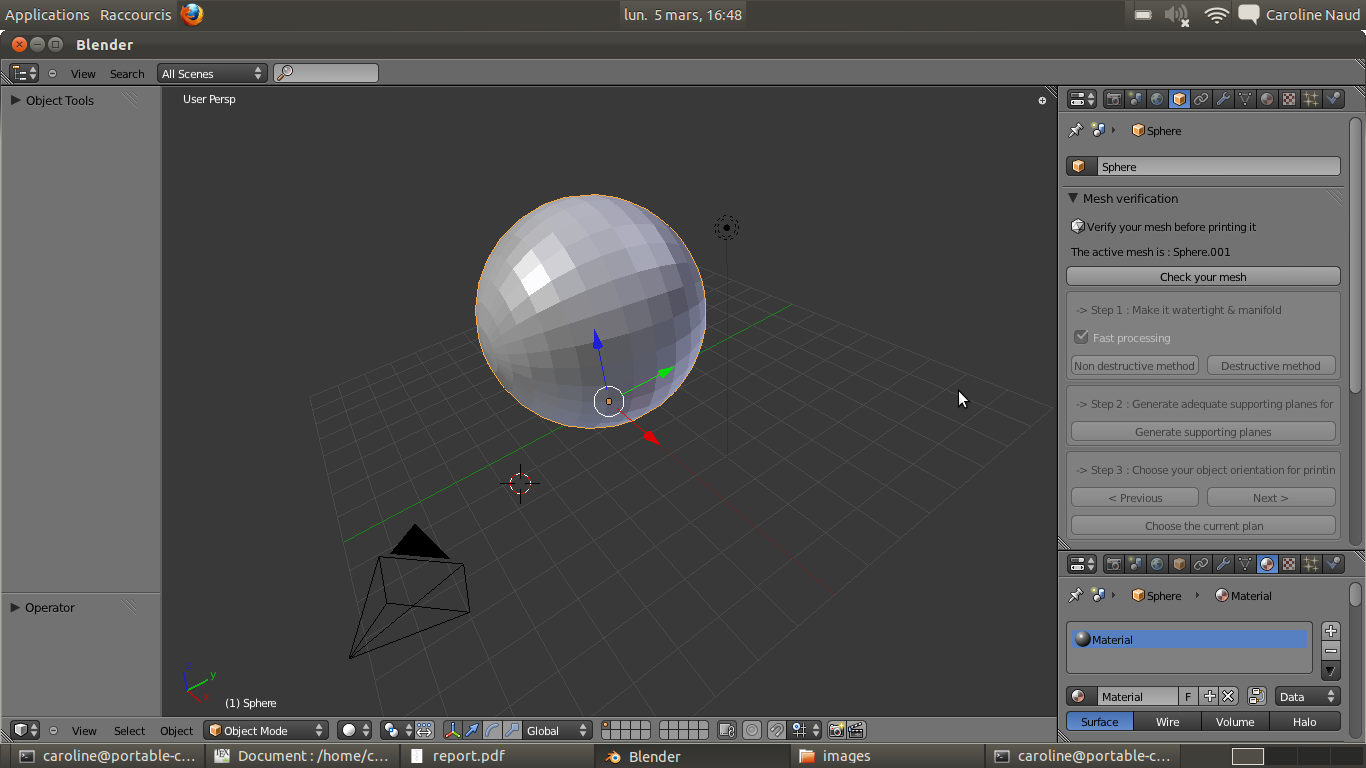 Applications Raccourcis lun. 5 mars, 16:48 Caroline Naud
Blender
View Search All Scenes
Object Tools
User Persp
Sphere
Sphere
Mesh verification
Verify your mesh before printing it
The active mesh is : Sphere.001
Check your mesh
-> Step 1 : Make it watertight & manifold
Fast processing
Non destructive method Destructive method
-> Step 2 : Generate adequate supporting planes for
Generate supporting planes
-> Step 3 : Choose your object orientation for printin
< Previous Next >
Choose the current plan
Operator
Sphere Material
Material
z
y
x
(1) Sphere
Material F Data
Surface Wire Volume Halo
View Select Object Object Mode Global
caroline@portable-c... Document : /home/c... report.pdf Blender images caroline@portable-c...